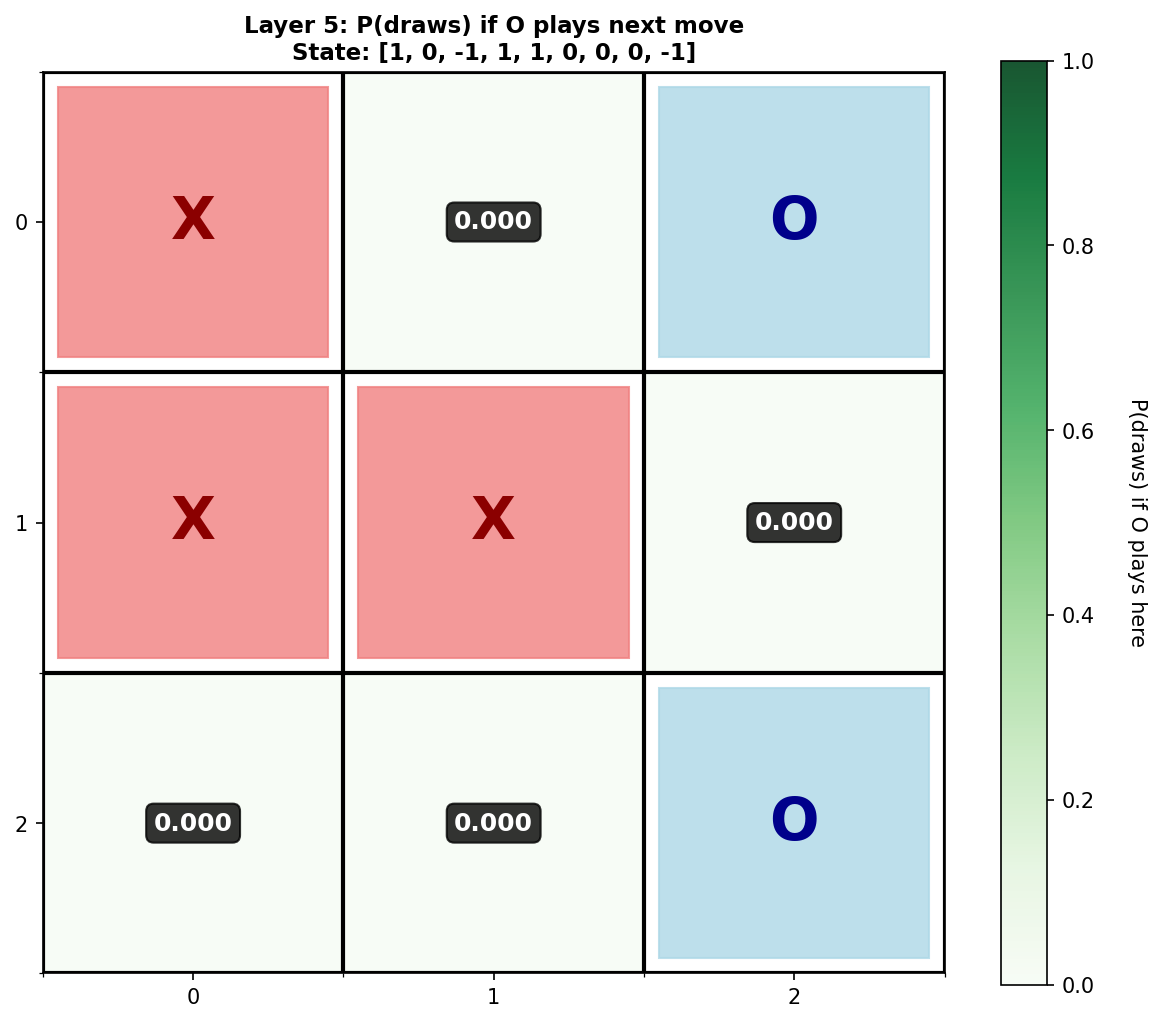 Layer 5: P(draws) if O plays next move
State: [1, 0, -1, 1, 1, 0, 0, 0, -1]
X
0.000
O
X
X
0.000
0.000
0.000
O
0
1
2
0
1
2
1.0
0.8
0.6
0.4
0.2
0.0
P(draws) if O plays here